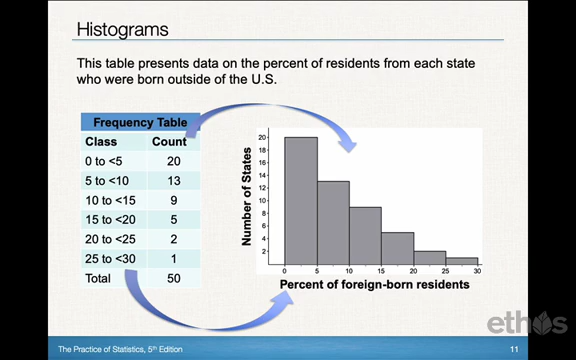 Histograms
This table presents data on the percent of residents from each state
who were born outside of the U.S.
Frequency Table
Class Count
0 to <5 20
5 to <10 13
10 to <15 9
15 to <20 5
20 to <25 2
25 to <30 1
Total 50
Number of States
20
18
16
14
12
10
8
6
4
2
0 5 10 15 20 25 30
Percent of foreign-born residents
ethos
The Practice of Statistics, 5th Edition
11